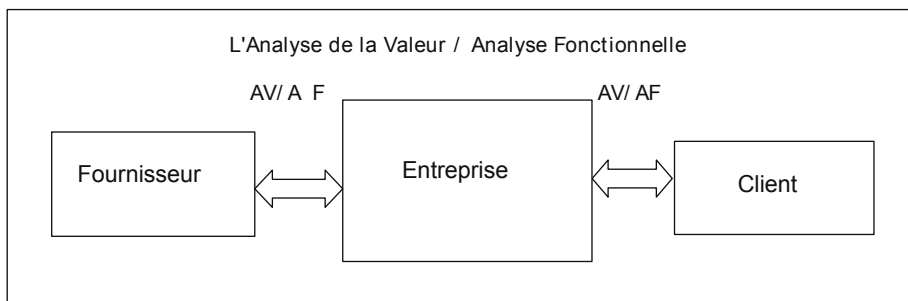 L'Analyse de la Valeur / Analyse Fonctionnelle
AV/ A F
AV/ AF
Fournisseur
Entreprise
Client